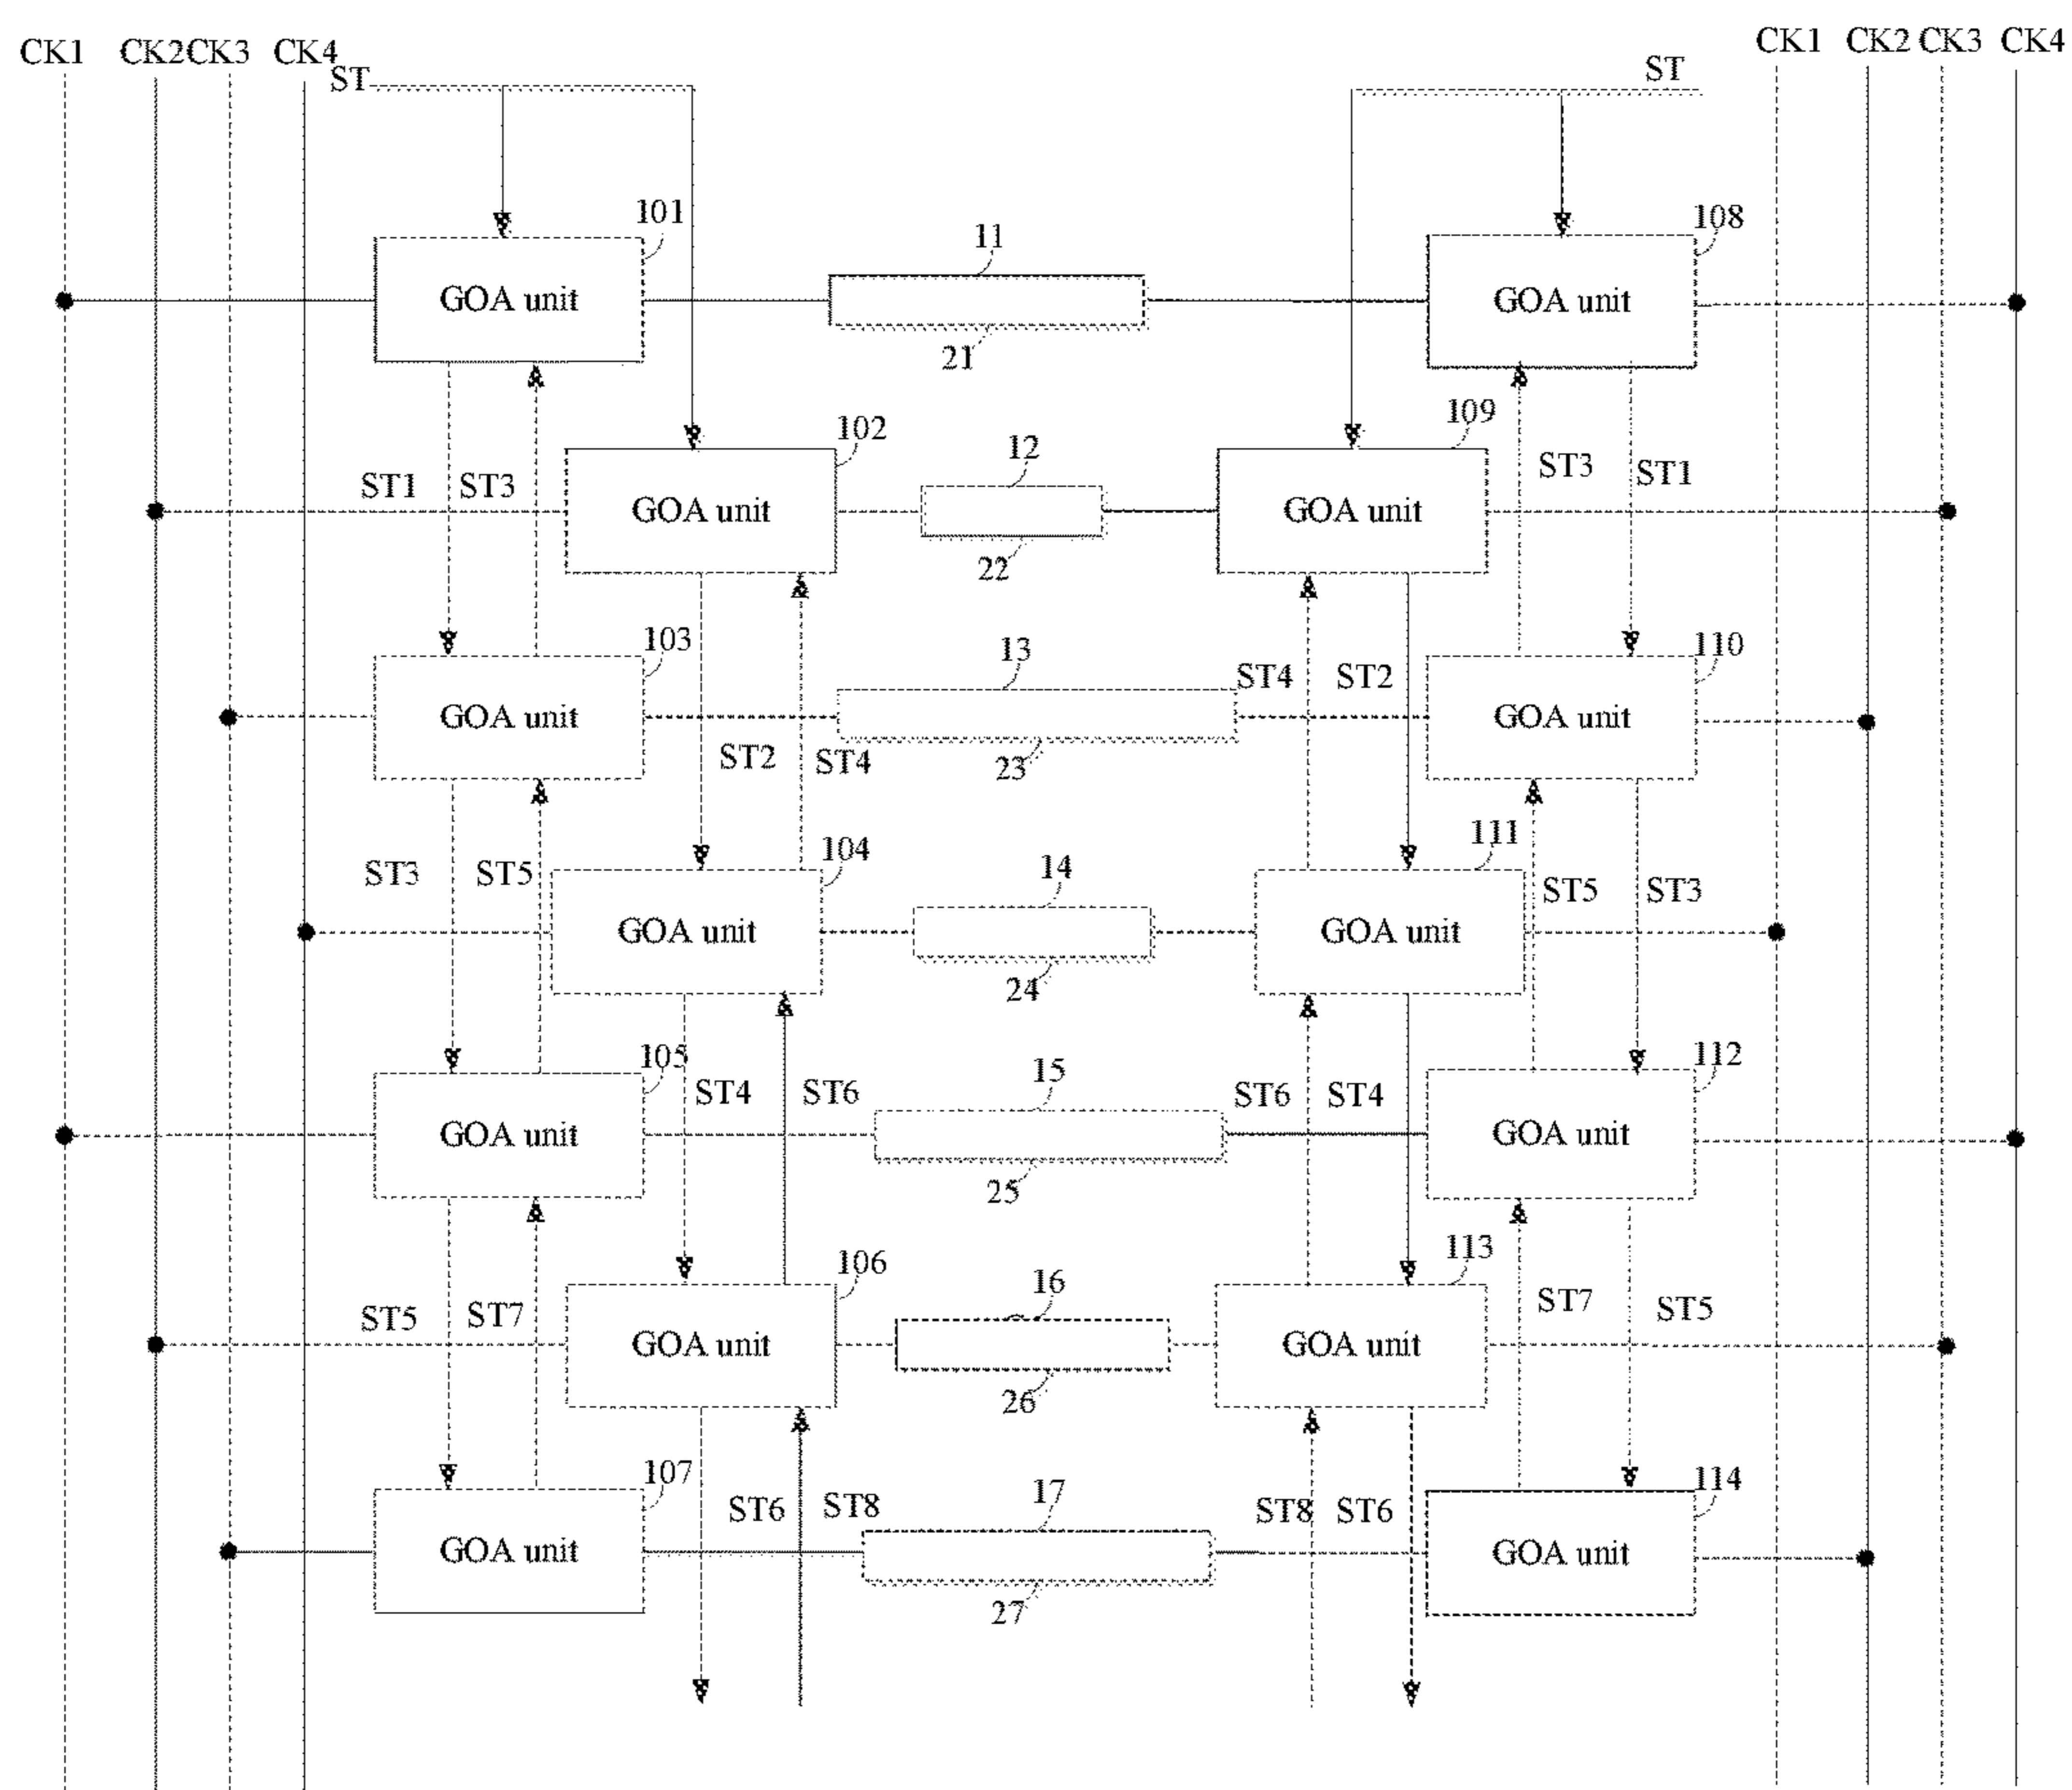 CK1 CK2 CK3 CK4 ST ST CK1 CK2 CK3 CK4
101 11 108
GOA unit GOA unit
21
102 12 109
ST1 ST3 GOA unit GOA unit ST3 ST1
22
103 13 110
GOA unit ST4 ST2 GOA unit
ST2 ST4 23
104 14 111
ST3 ST5 GOA unit GOA unit ST5 ST3
24
105 15 112
ST4 ST6 ST6 ST4
GOA unit GOA unit
25
106 16 113
ST5 ST7 GOA unit GOA unit ST7 ST5
26
107 17 114
ST6 ST8 ST8 ST6
GOA unit GOA unit
27